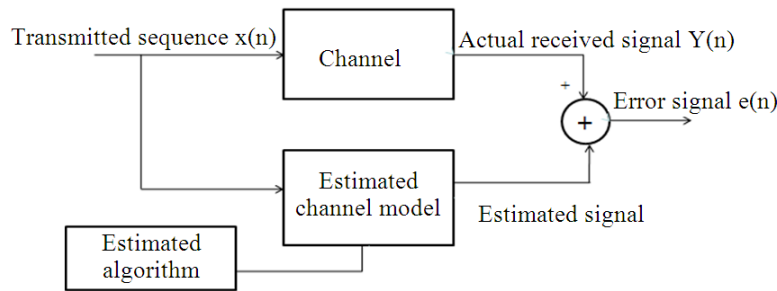 Transmitted sequence x(n)
Channel
Actual received signal Y(n)
+
+
Error signal e(n)
Estimated
channel model
Estimated signal
Estimated
algorithm